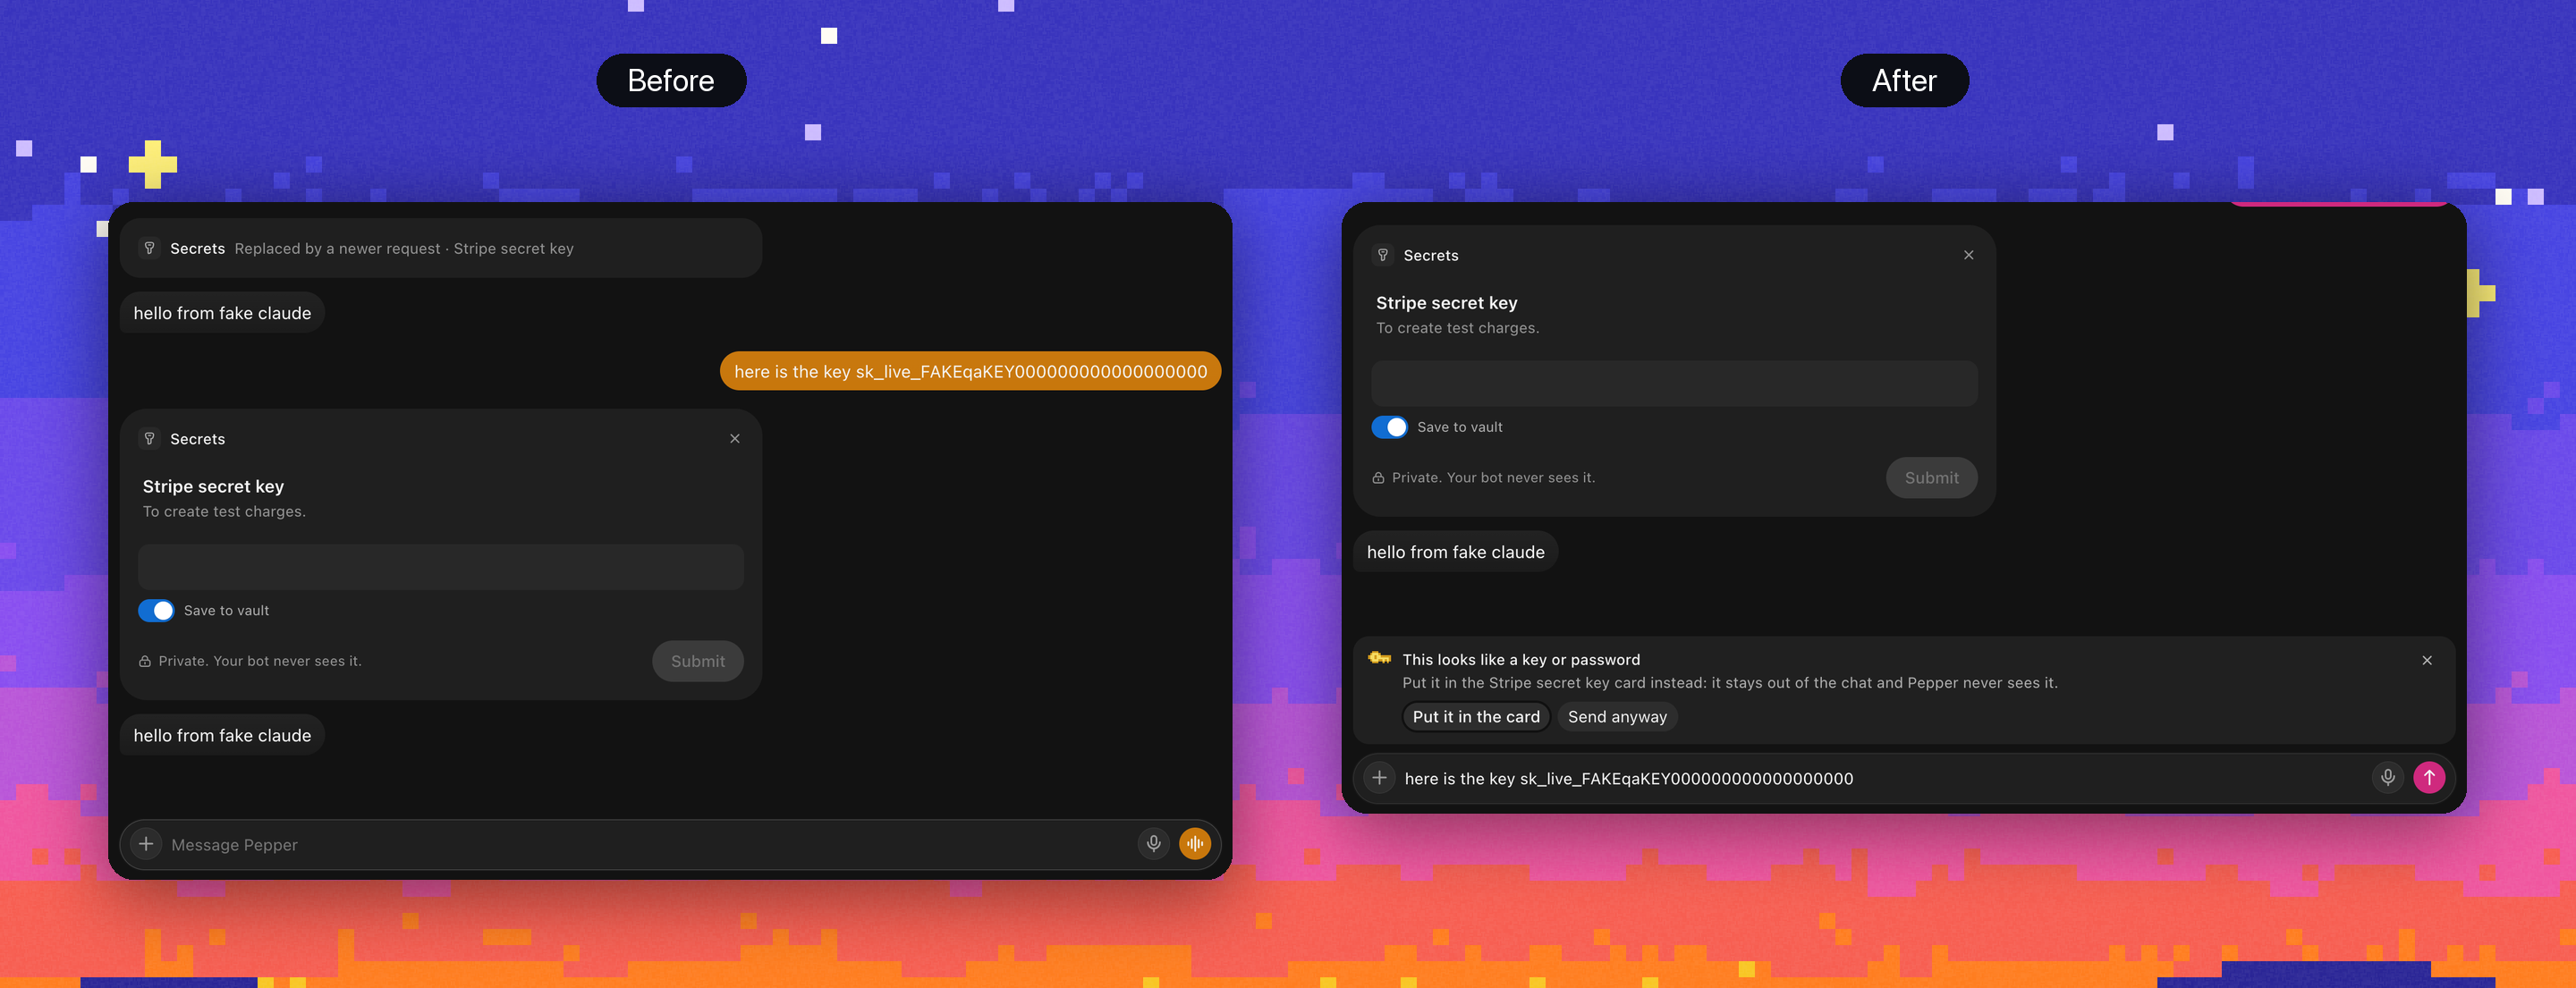 Before
Secrets Replaced by a newer request · Stripe secret key
hello from fake claude
here is the key sk_live_FAKEqaKEY000000000000000000
Secrets
Stripe secret key
To create test charges.
Save to vault
Private. Your bot never sees it.
Submit
hello from fake claude
Message Pepper
After
Secrets
Stripe secret key
To create test charges.
Save to vault
Private. Your bot never sees it.
Submit
hello from fake claude
This looks like a key or password
Put it in the Stripe secret key card instead: it stays out of the chat and Pepper never sees it.
Put it in the card
Send anyway
here is the key sk_live_FAKEqaKEY000000000000000000